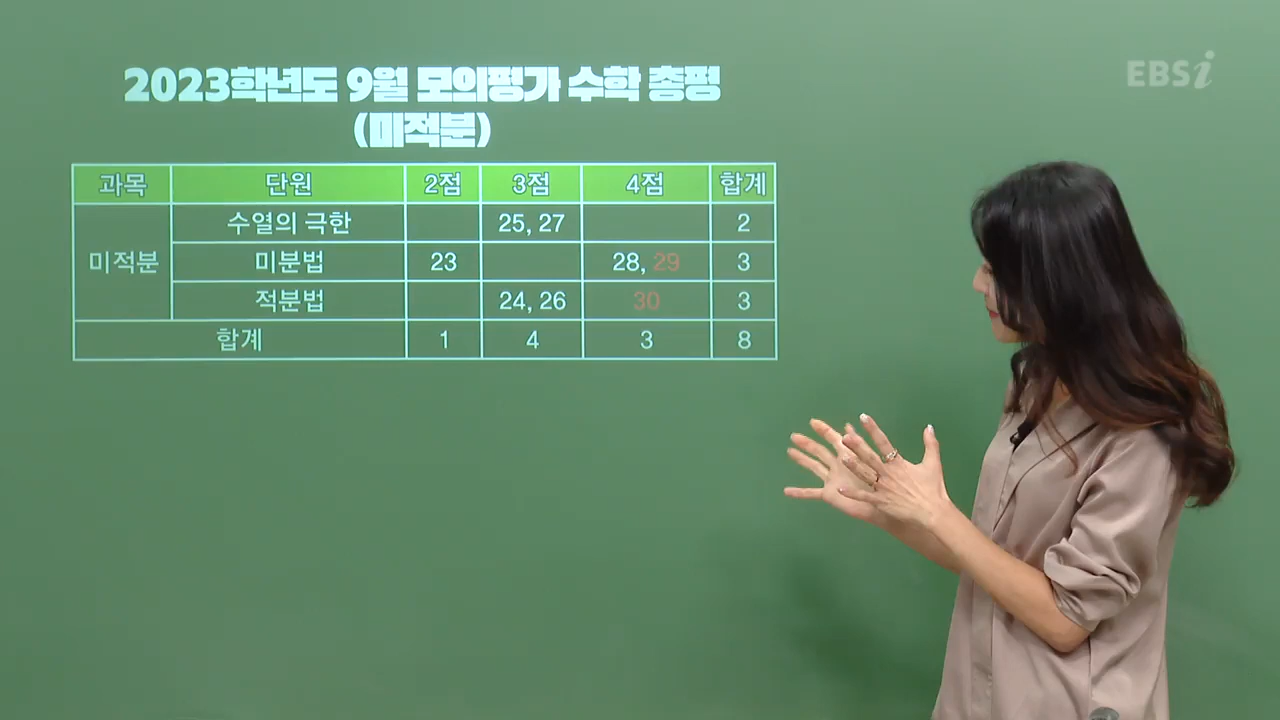 2023학년도 9월 모의평가 수학 총평
(미적분)
EBSi
과목 단원 2점 3점 4점 합계
미적분 수열의 극한 25, 27 2
미분법 23 28, 29 3
적분법 24, 26 30 3
합계 1 4 3 8